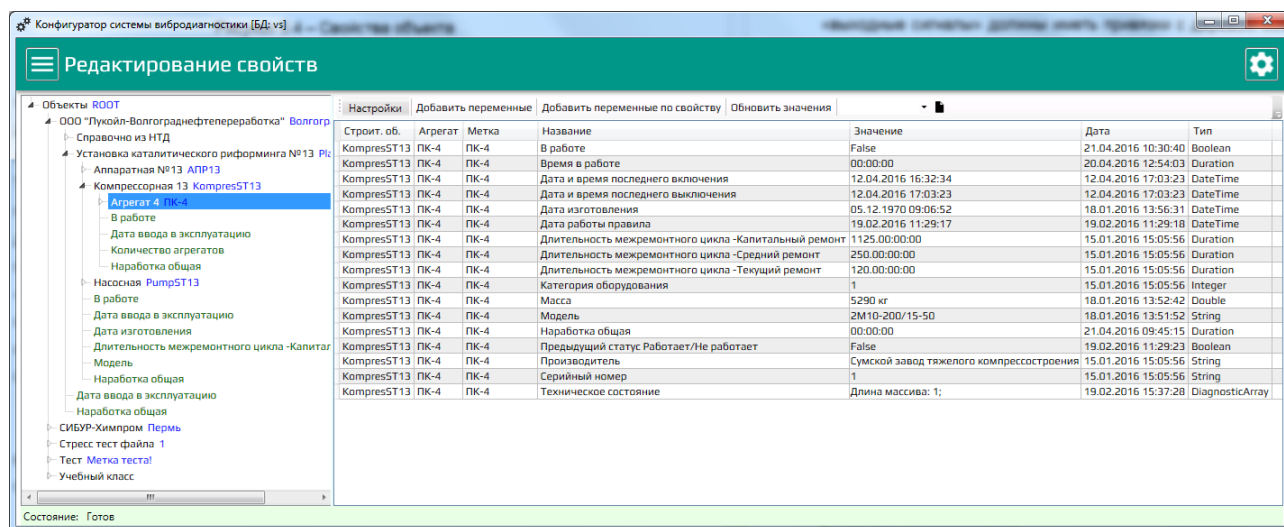 Конфигуратор системы вибродиагностики [БД: vs]
Редактирование свойств
Объекты ROOT
ООО "Лукойл-Волгограднефтепереработка" Волгогр
Справочно из НТД
Установка каталитического риформинга №13 Pla
Аппаратная №13 АПР13
Компрессорная 13 KompresST13
Агрегат 4 ПК-4
В работе
Дата ввода в эксплуатацию
Количество агрегатов
Наработка общая
Насосная PumpST13
В работе
Дата ввода в эксплуатацию
Дата изготовления
Длительность межремонтного цикла -Капитал
Модель
Наработка общая
Дата ввода в эксплуатацию
Наработка общая
СИБУР-Химпром Пермь
Стресс тест файла 1
Тест Метка теста!
Учебный класс
Настройки Добавить переменные Добавить переменные по свойству Обновить значения
Строит. об. Агрегат Метка Название Значение Дата Тип
KompresST13 ПК-4 ПК-4 В работе False 21.04.2016 10:30:40 Boolean
KompresST13 ПК-4 ПК-4 Время в работе 00:00:00 20.04.2016 12:54:03 Duration
KompresST13 ПК-4 ПК-4 Дата и время последнего включения 12.04.2016 16:32:34 12.04.2016 17:03:23 DateTime
KompresST13 ПК-4 ПК-4 Дата и время последнего выключения 12.04.2016 17:03:23 12.04.2016 17:03:23 DateTime
KompresST13 ПК-4 ПК-4 Дата изготовления 05.12.1970 09:06:52 18.01.2016 13:56:31 DateTime
KompresST13 ПК-4 ПК-4 Дата работы правила 19.02.2016 11:29:17 19.02.2016 11:29:18 DateTime
KompresST13 ПК-4 ПК-4 Длительность межремонтного цикла -Капитальный ремонт 1125.00:00:00 15.01.2016 15:05:56 Duration
KompresST13 ПК-4 ПК-4 Длительность межремонтного цикла -Средний ремонт 250.00:00:00 15.01.2016 15:05:56 Duration
KompresST13 ПК-4 ПК-4 Длительность межремонтного цикла -Текущий ремонт 120.00:00:00 15.01.2016 15:05:56 Duration
KompresST13 ПК-4 ПК-4 Категория оборудования 1 15.01.2016 15:05:56 Integer
KompresST13 ПК-4 ПК-4 Масса 5290 кг 18.01.2016 13:52:42 Double
KompresST13 ПК-4 ПК-4 Модель 2М10-200/15-50 18.01.2016 13:51:52 String
KompresST13 ПК-4 ПК-4 Наработка общая 00:00:00 21.04.2016 09:45:15 Duration
KompresST13 ПК-4 ПК-4 Предыдущий статус Работает/Не работает False 19.02.2016 11:29:23 Boolean
KompresST13 ПК-4 ПК-4 Производитель Сумской завод тяжелого компрессостроения 15.01.2016 15:05:56 String
KompresST13 ПК-4 ПК-4 Серийный номер 1 15.01.2016 15:05:56 String
KompresST13 ПК-4 ПК-4 Техническое состояние Длина массива: 1; 19.02.2016 15:37:28 DiagnosticArray
Состояние: Готов